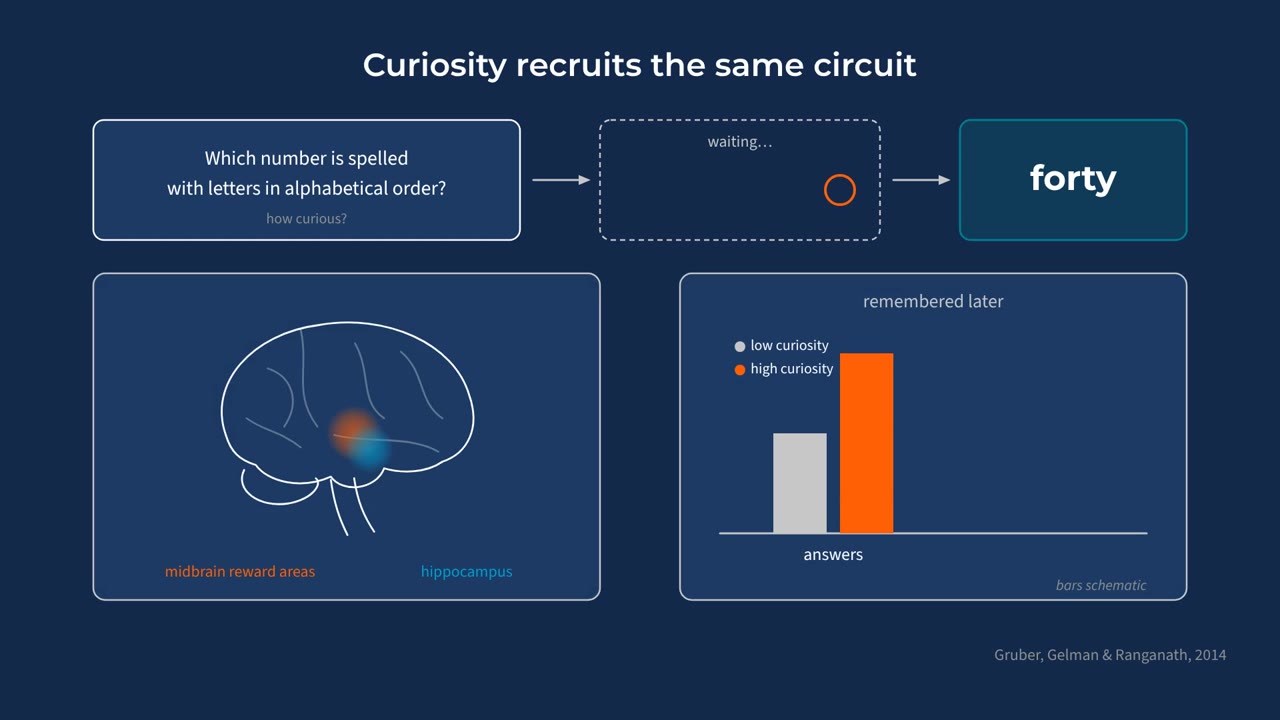 Curiosity recruits the same circuit
Which number is spelled
with letters in alphabetical order?
how curious?
waiting…
forty
midbrain reward areas
hippocampus
remembered later
low curiosity
high curiosity
answers
bars schematic
Gruber, Gelman & Ranganath, 2014